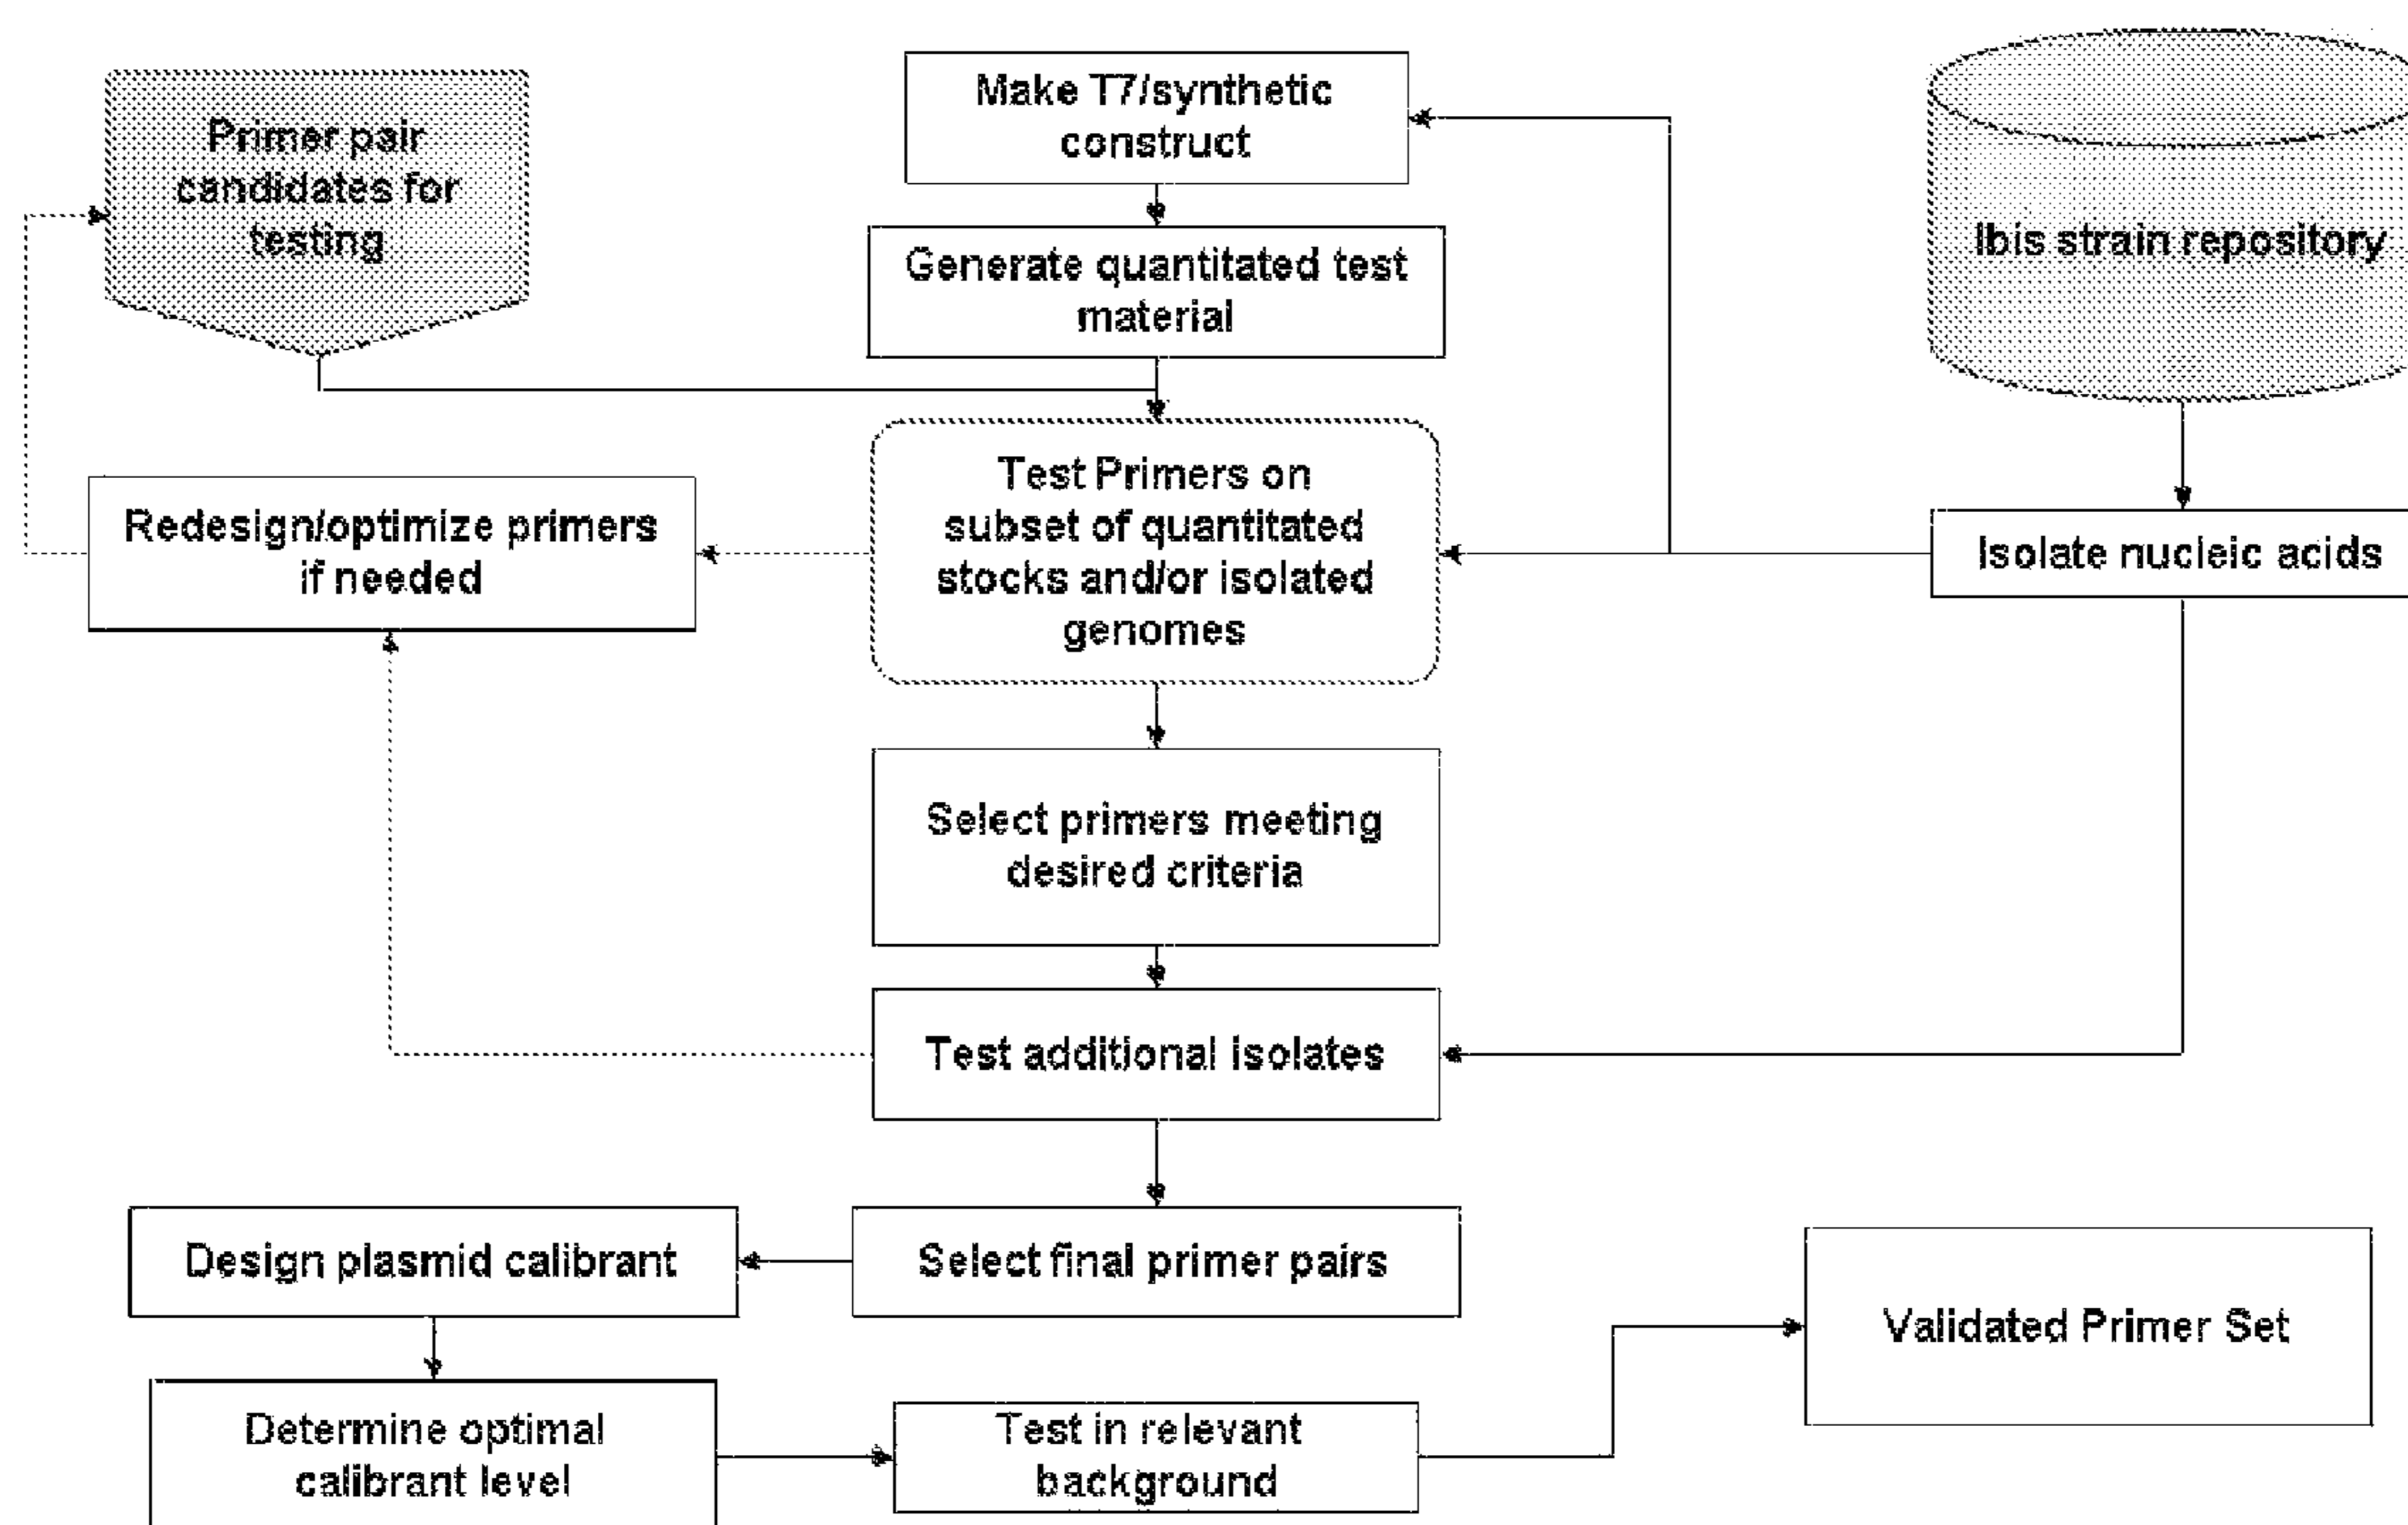 Primer pair
candidates for
testing
Make T7/synthetic
construct
Ibis strain repository
Generate quantitated test
material
Redesign/optimize primers
if needed
Test Primers on
subset of quantitated
stocks and/or isolated
genomes
Isolate nucleic acids
Select primers meeting
desired criteria
Test additional isolates
Design plasmid calibrant
Select final primer pairs
Validated Primer Set
Determine optimal
calibrant level
Test in relevant
background